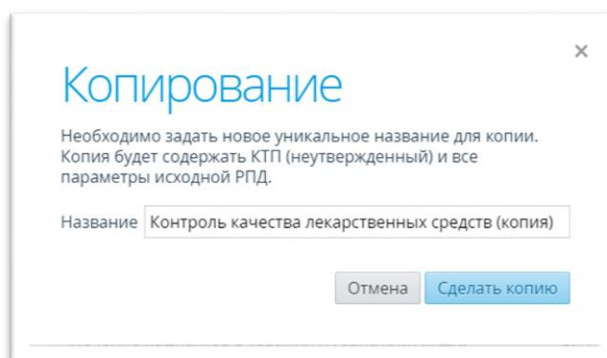 Копирование
Необходимо задать новое уникальное название для копии.
Копия будет содержать КТП (неутвержденный) и все
параметры исходной РПД.
Название Контроль качества лекарственных средств (копия)
Отмена Сделать копию